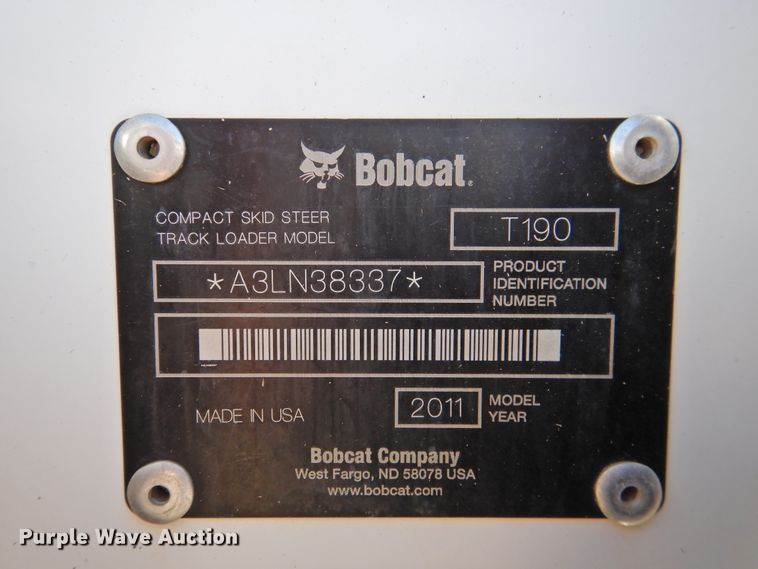 Bobcat®
COMPACT SKID STEER
TRACK LOADER MODEL
T190
*A3LN38337*
PRODUCT
IDENTIFICATION
NUMBER
MADE IN USA
2011
MODEL
YEAR
Bobcat Company
West Fargo, ND 58078 USA
www.bobcat.com
Purple Wave Auction